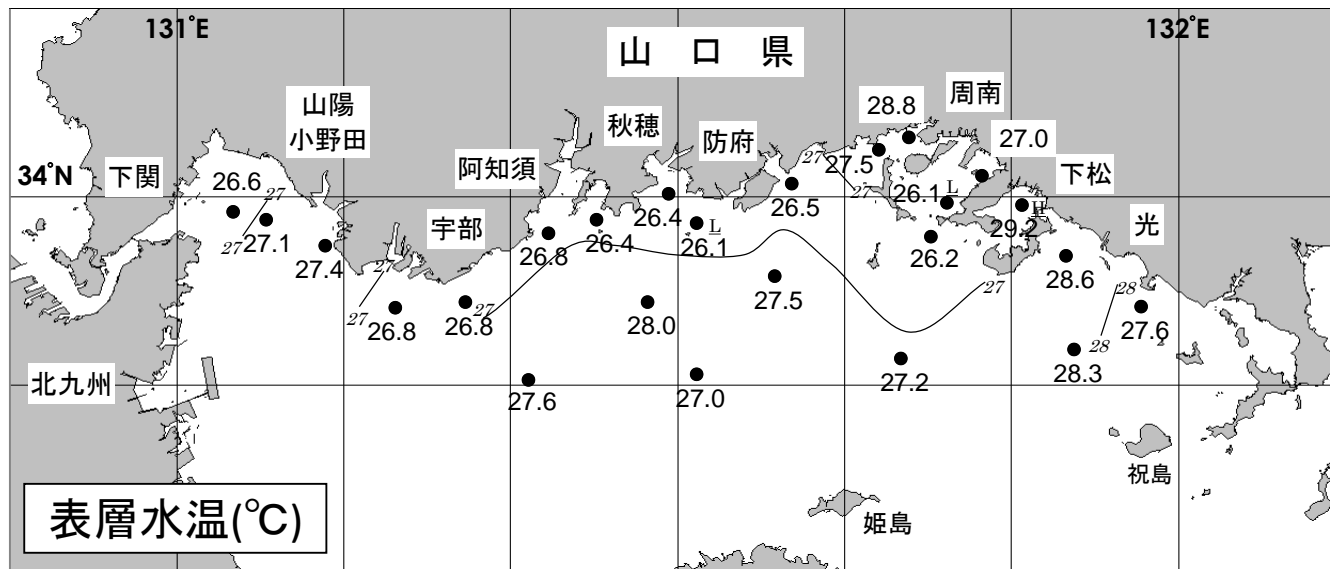 131°E
132°E
山 口 県
山陽
小野田
秋穂
防府
28.8
周南
27.0
下松
34°N
下関
26.6
27
27.1
27
27.4
宇部
阿知須
26.8
26.4
26.4
26.1
L
26.5
27
27.5
27
26.1
L
26.2
29.2
H
光
28.6
28
27.6
28
28.3
27
27
27
26.8
26.8
27
28.0
27.5
27.2
27.6
27.0
北九州
祝島
姫島
表層水温(℃)